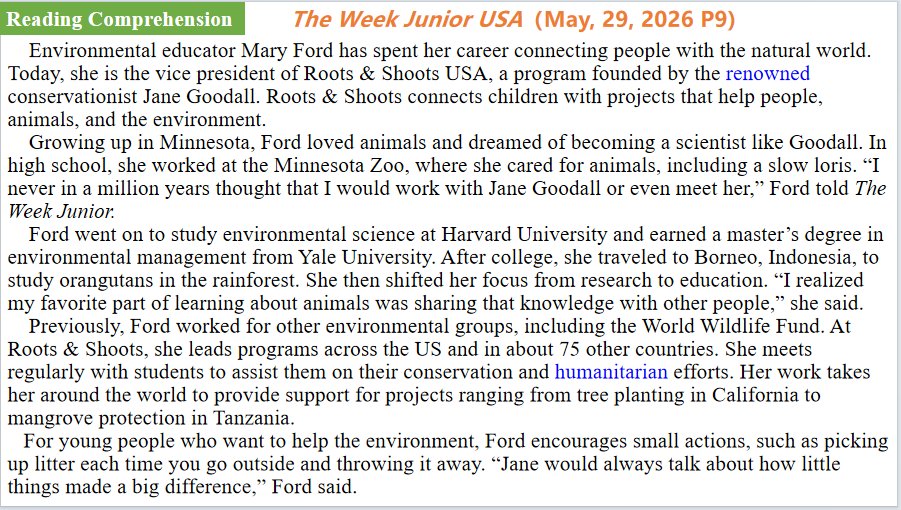 Reading Comprehension
The Week Junior USA (May, 29, 2026 P9)
Environmental educator Mary Ford has spent her career connecting people with the natural world.
Today, she is the vice president of Roots & Shoots USA, a program founded by the renowned
conservationist Jane Goodall. Roots & Shoots connects children with projects that help people,
animals, and the environment.
Growing up in Minnesota, Ford loved animals and dreamed of becoming a scientist like Goodall. In
high school, she worked at the Minnesota Zoo, where she cared for animals, including a slow loris. “I
never in a million years thought that I would work with Jane Goodall or even meet her,” Ford told The
Week Junior.
Ford went on to study environmental science at Harvard University and earned a master’s degree in
environmental management from Yale University. After college, she traveled to Borneo, Indonesia, to
study orangutans in the rainforest. She then shifted her focus from research to education. “I realized
my favorite part of learning about animals was sharing that knowledge with other people,” she said.
Previously, Ford worked for other environmental groups, including the World Wildlife Fund. At
Roots & Shoots, she leads programs across the US and in about 75 other countries. She meets
regularly with students to assist them on their conservation and humanitarian efforts. Her work takes
her around the world to provide support for projects ranging from tree planting in California to
mangrove protection in Tanzania.
For young people who want to help the environment, Ford encourages small actions, such as picking
up litter each time you go outside and throwing it away. “Jane would always talk about how little
things made a big difference,” Ford said.